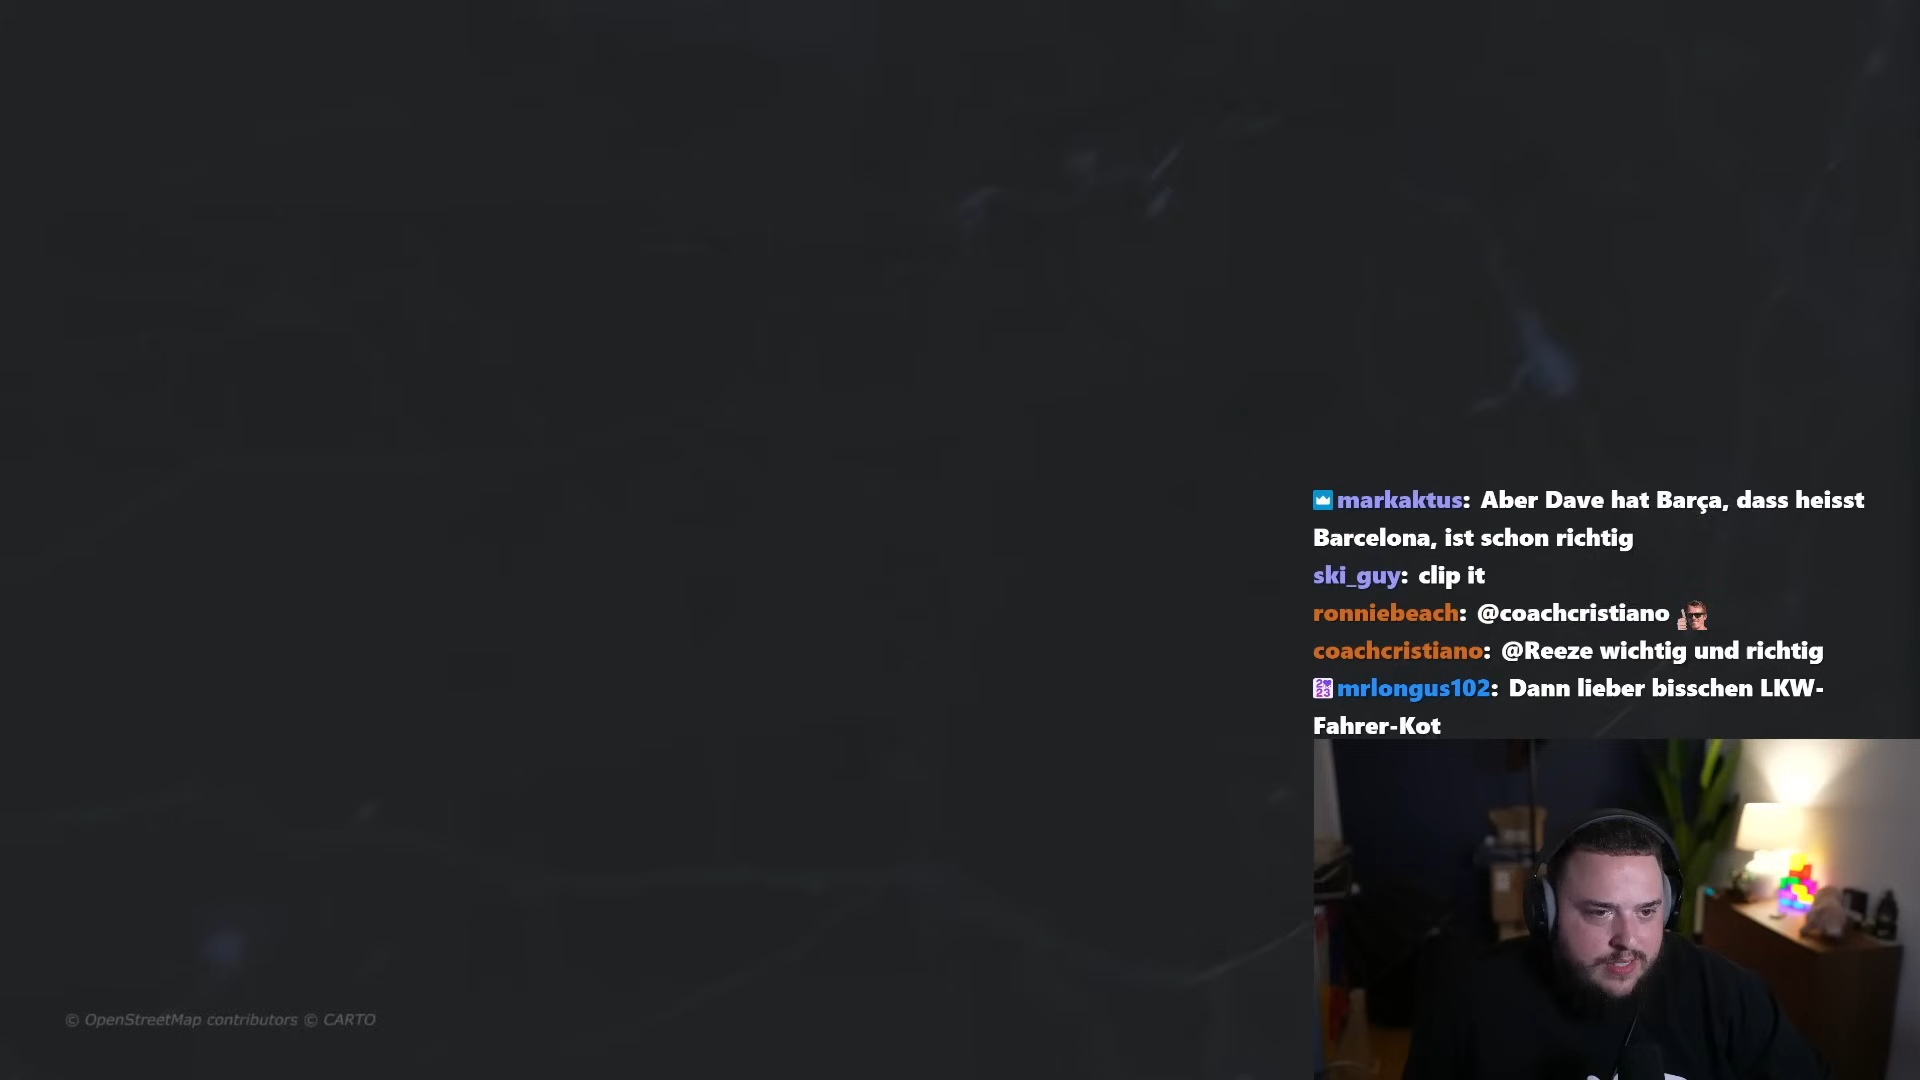 markaktus: Aber Dave hat Barça, dass heisst
Barcelona, ist schon richtig
ski_guy: clip it
ronniebeach: @coachcristiano
coachcristiano: @Reeze wichtig und richtig
2023 mrlongus102: Dann lieber bisschen LKW-
Fahrer-Kot
© OpenStreetMap contributors © CARTO